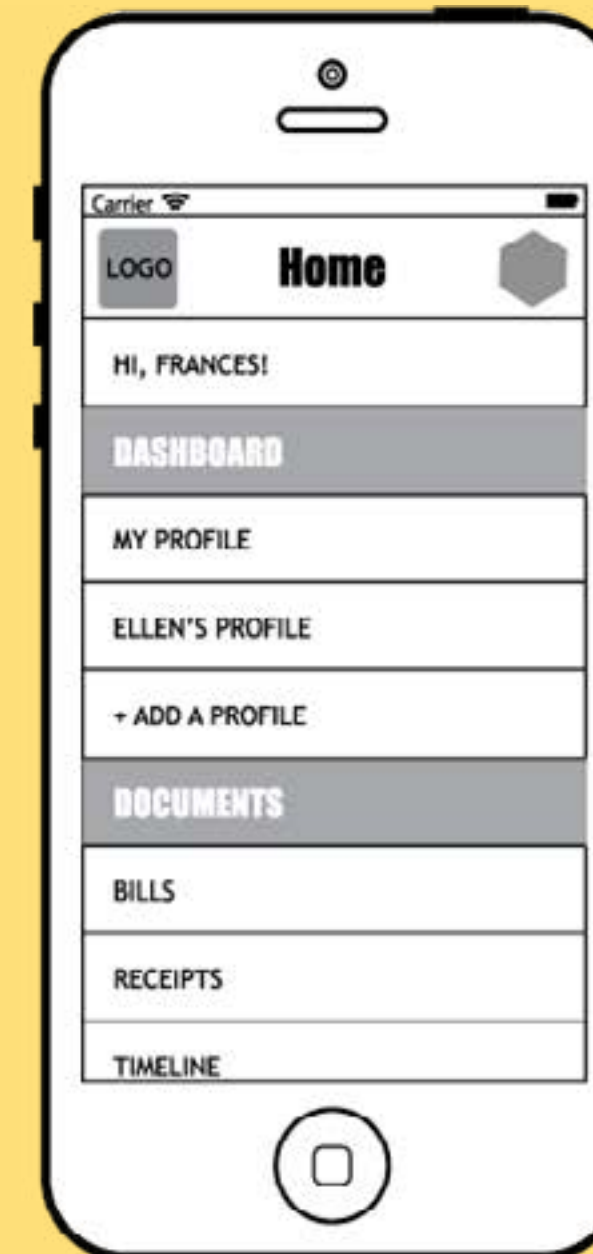 Carrier
LOGO Home
HI, FRANCES!
DASHBOARD
MY PROFILE
ELLEN'S PROFILE
+ ADD A PROFILE
DOCUMENTS
BILLS
RECEIPTS
TIMELINE